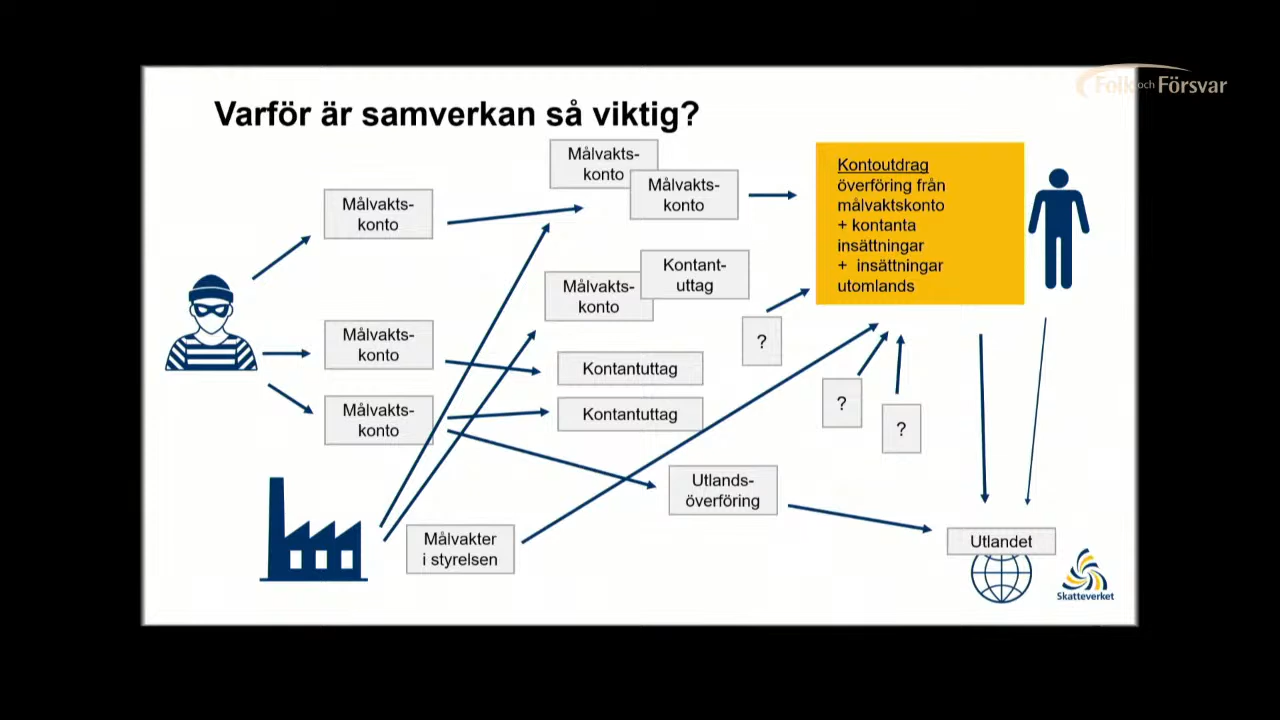 Folk och Försvar
Varför är samverkan så viktig?
Målvakts-
konto
Målvakts-
konto
Målvakts-
konto
Målvakts-
konto
Målvakts-
konto
Kontant-
uttag
Målvakts-
konto
Målvakts-
konto
Kontantuttag
Kontantuttag
Utlands-
överföring
Målvakter
i styrelsen
Kontoutdrag
överföring från
målvaktskonto
+ kontanta
insättningar
+ insättningar
utomlands
?
?
?
Utlandet
Skatteverket